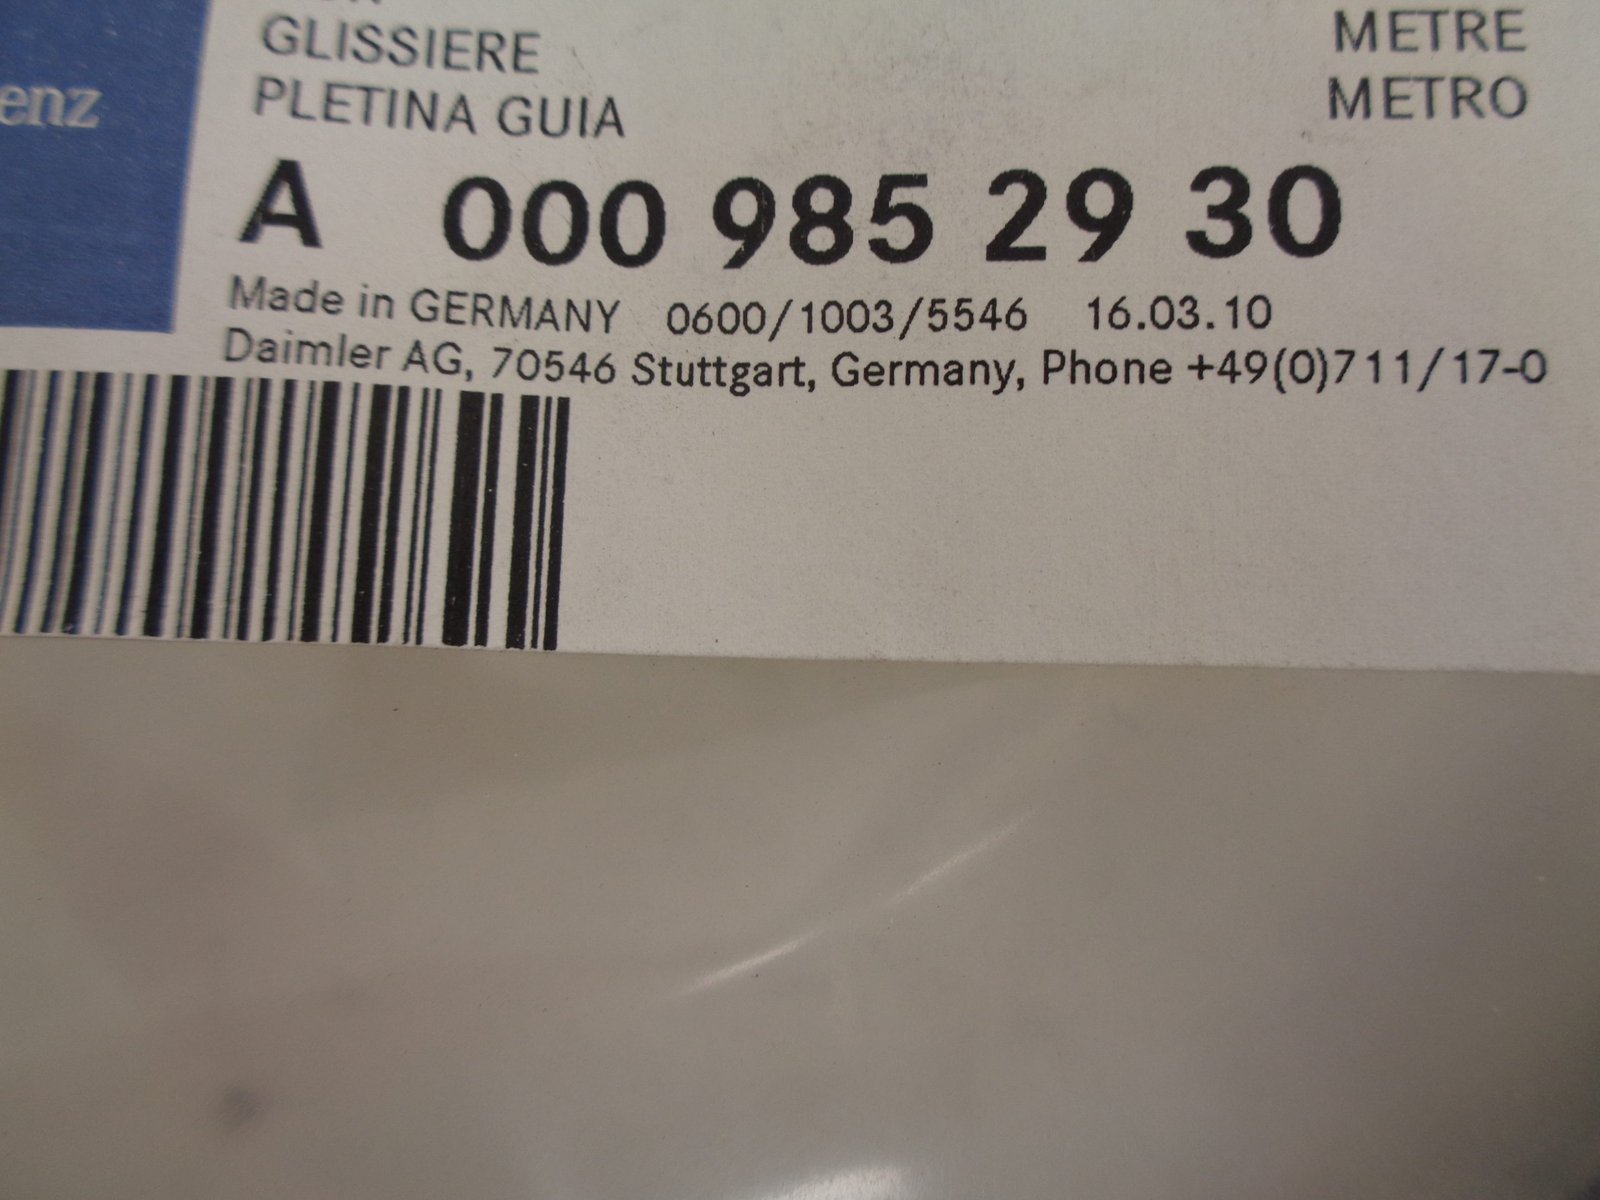 GLISSIERE METRE
PLETINA GUIA METRO
enz
A 000 985 29 30
Made in GERMANY 0600/1003/5546 16.03.10
Daimler AG, 70546 Stuttgart, Germany, Phone +49(0)711/17-0